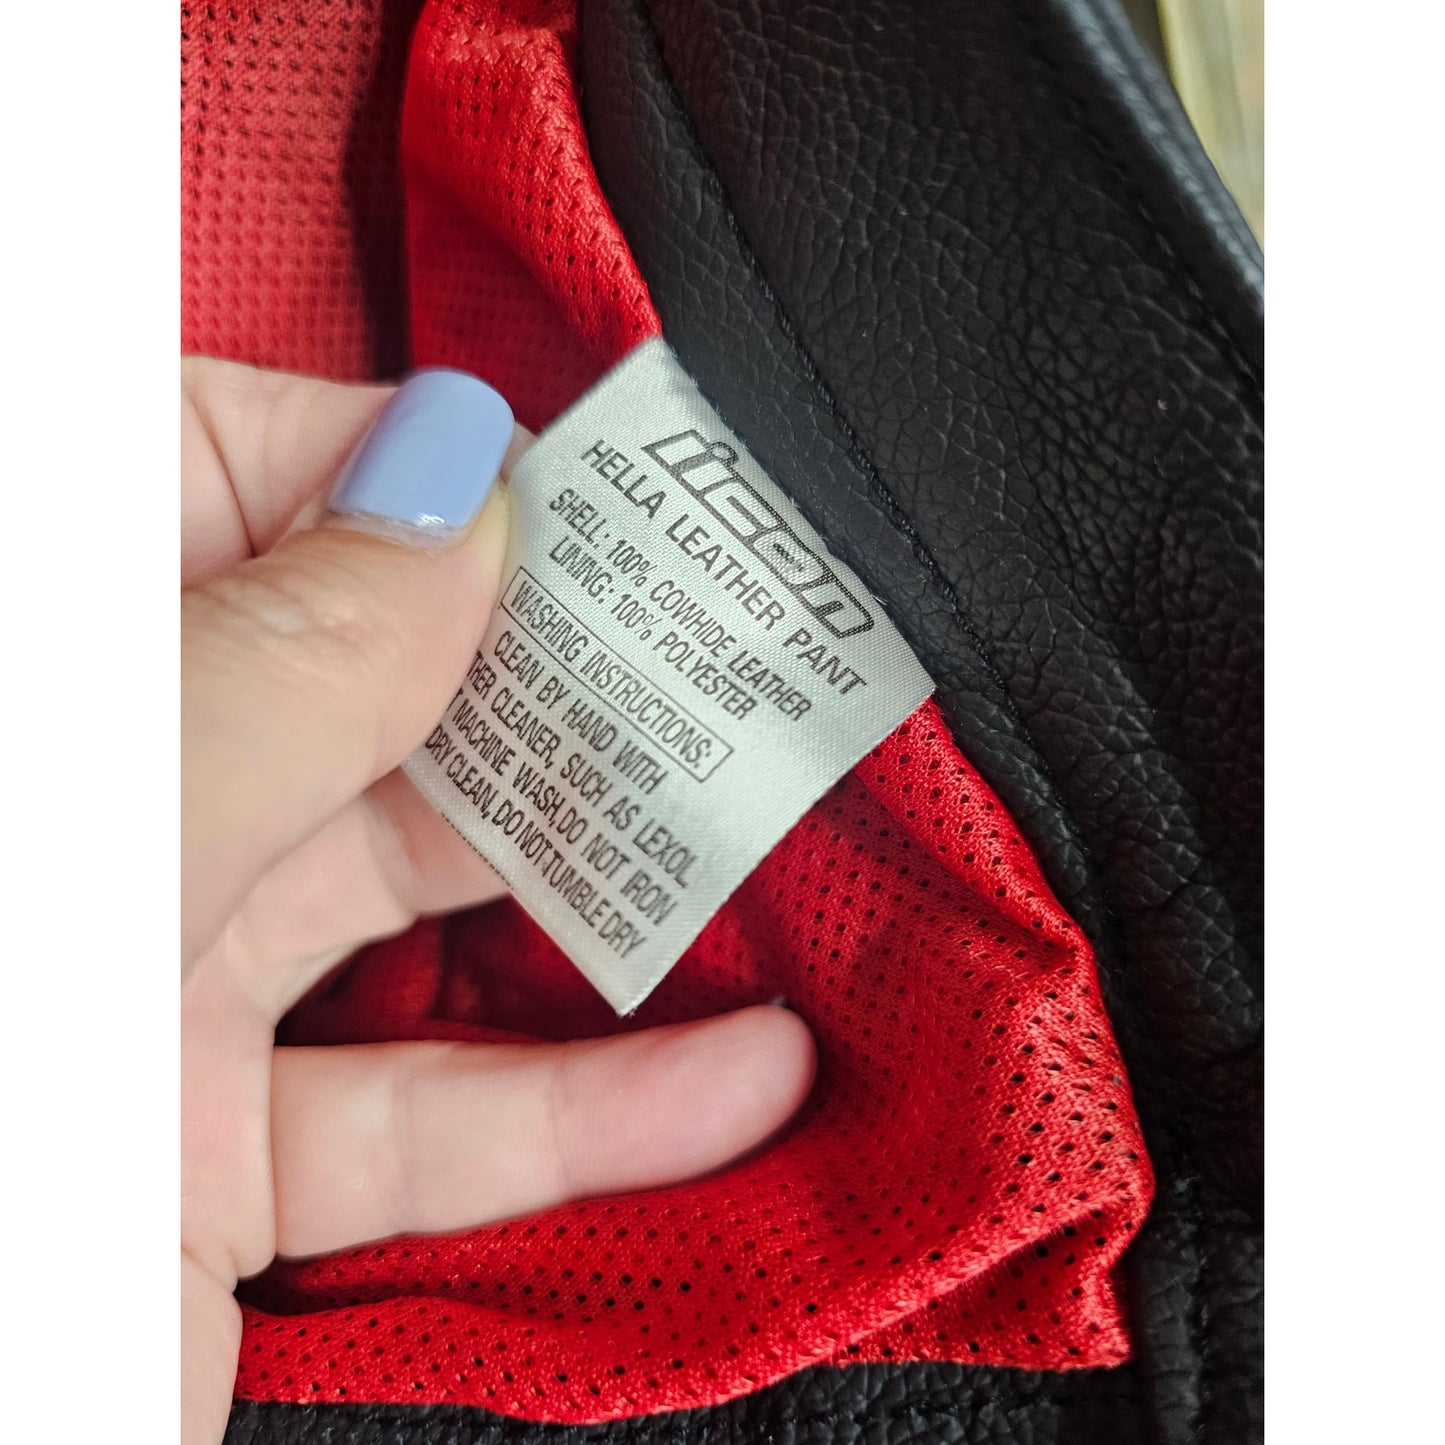 icon
HELLA LEATHER PANT
SHELL: 100% COWHIDE LEATHER
LINING: 100% POLYESTER
WASHING INSTRUCTIONS:
CLEAN BY HAND WITH
THER CLEANER, SUCH AS LEXOL
T MACHINE WASH,DO NOT IRON
DRY CLEAN, DO NOT TUMBLE DRY